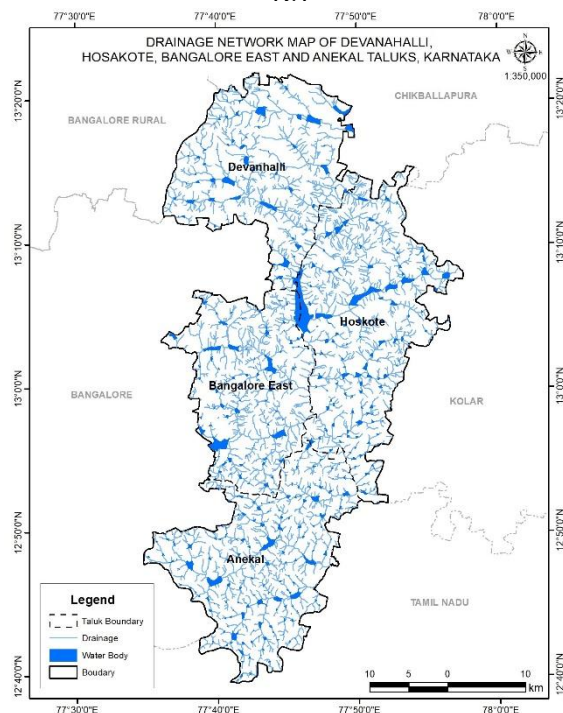 77°40'0"E
77°50'0"E
78°0'0"E
DRAINAGE NETWORK MAP OF DEVANAHALLI,
HOSAKOTE, BANGALORE EAST AND ANEKAL TALUKS, KARNATAKA
N
W
E
S
1:350,000
13°20'0"N
13°20'0"N
CHIKBALLAPURA
BANGALORE RURAL
Devanhalli
13°10'0"N
13°10'0"N
Hoskote
Bangalore East
13°0'0"N
13°0'0"N
BANGALORE
KOLAR
12°50'0"N
12°50'0"N
Anekal
TAMIL NADU
Legend
Taluk Boundary
Drainage
Water Body
Boudary
12°40'0"N
12°40'0"N
10 5 0 10
km
77°30'0"E
77°40'0"E
77°50'0"E
78°0'0"E